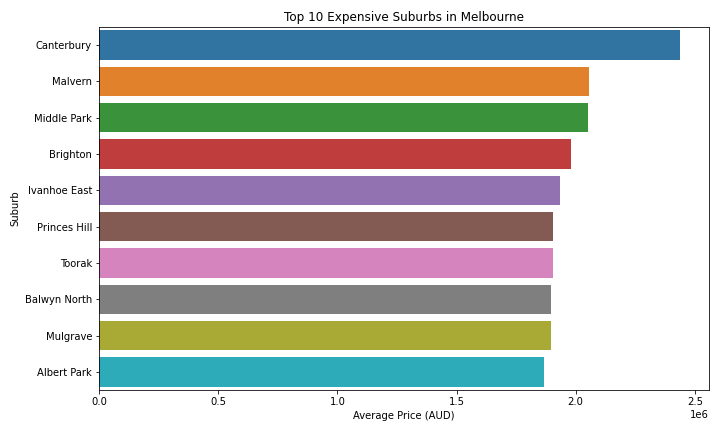 Top 10 Expensive Suburbs in Melbourne
Suburb
Canterbury
Malvern
Middle Park
Brighton
Ivanhoe East
Princes Hill
Toorak
Balwyn North
Mulgrave
Albert Park
0.0 0.5 1.0 1.5 2.0 2.5
1e6
Average Price (AUD)